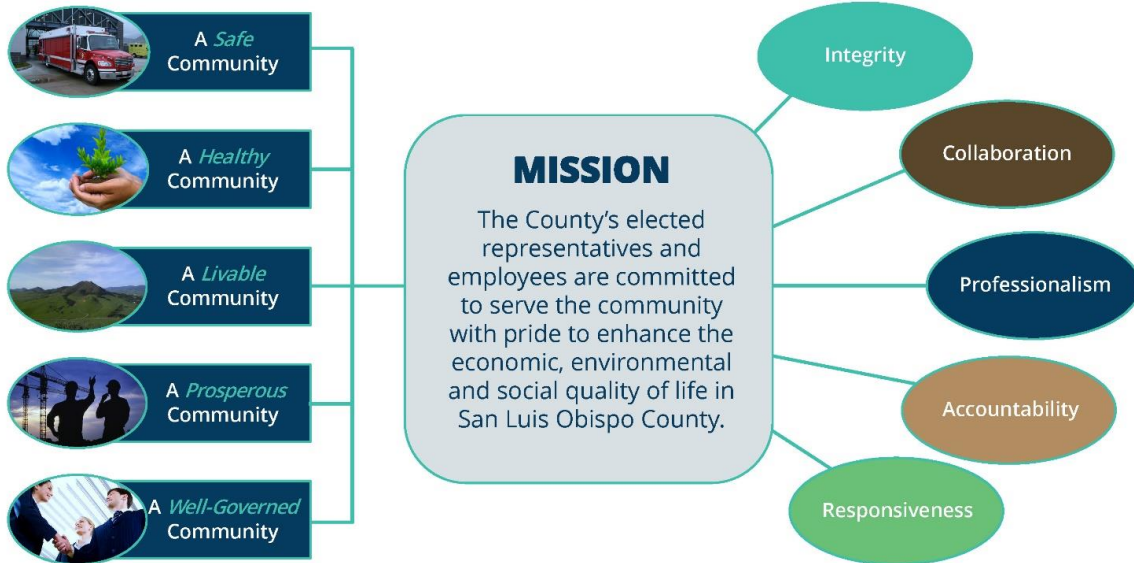 A Safe
Community
A Healthy
Community
A Livable
Community
A Prosperous
Community
A Well-Governed
Community
MISSION
The County’s elected
representatives and
employees are committed
to serve the community
with pride to enhance the
economic, environmental
and social quality of life in
San Luis Obispo County.
Integrity
Collaboration
Professionalism
Accountability
Responsiveness